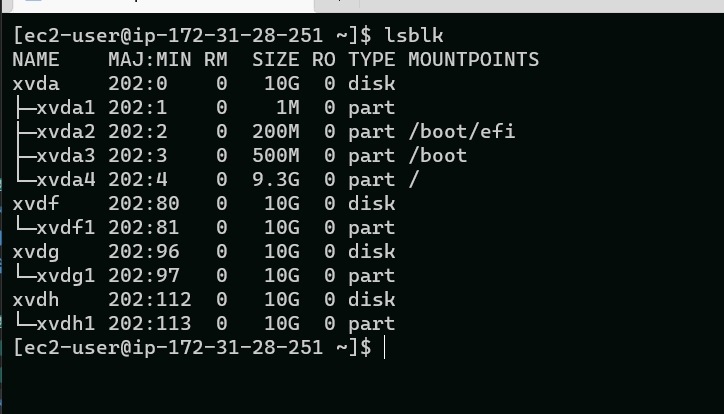 [ec2-user@ip-172-31-28-251 ~]$ lsblk
NAME    MAJ:MIN RM  SIZE RO TYPE MOUNTPOINTS
xvda    202:0    0   10G  0 disk
├─xvda1 202:1    0    1M  0 part
├─xvda2 202:2    0  200M  0 part /boot/efi
├─xvda3 202:3    0  500M  0 part /boot
└─xvda4 202:4    0  9.3G  0 part /
xvdf    202:80   0   10G  0 disk
└─xvdf1 202:81   0   10G  0 part
xvdg    202:96   0   10G  0 disk
└─xvdg1 202:97   0   10G  0 part
xvdh    202:112  0   10G  0 disk
└─xvdh1 202:113  0   10G  0 part
[ec2-user@ip-172-31-28-251 ~]$